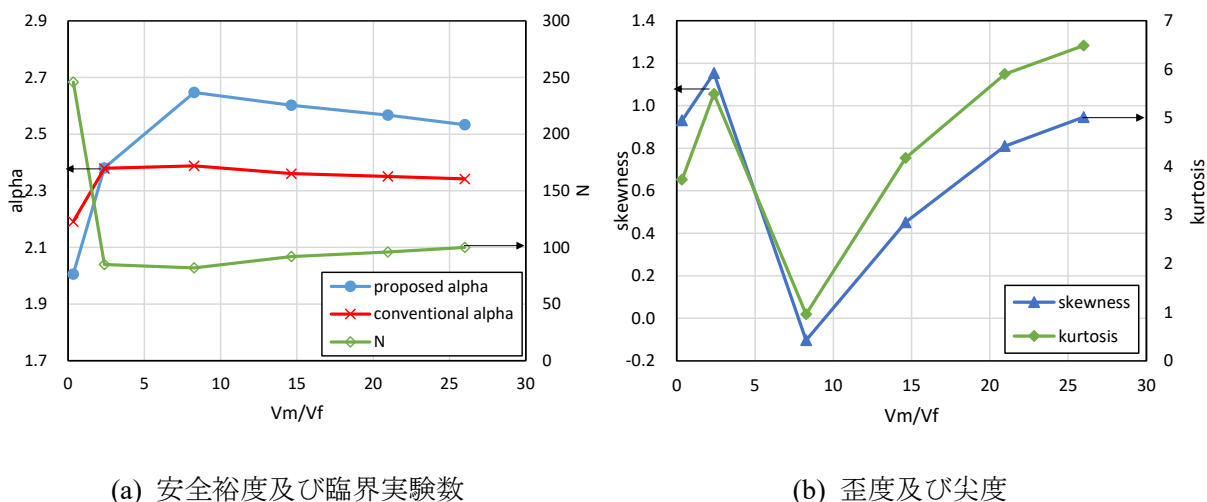 2.9
2.7
2.5
2.3
2.1
1.9
1.7
alpha
300
250
200
150
100
50
0
N
proposed alpha
conventional alpha
N
0 5 10 15 20 25 30
Vm/Vf
(a) 安全裕度及び臨界実験数
1.4
1.2
1.0
0.8
0.6
0.4
0.2
0.0
-0.2
skewness
7
6
5
4
3
2
1
0
kurtosis
skewness
kurtosis
0 5 10 15 20 25 30
Vm/Vf
(b) 歪度及び尖度